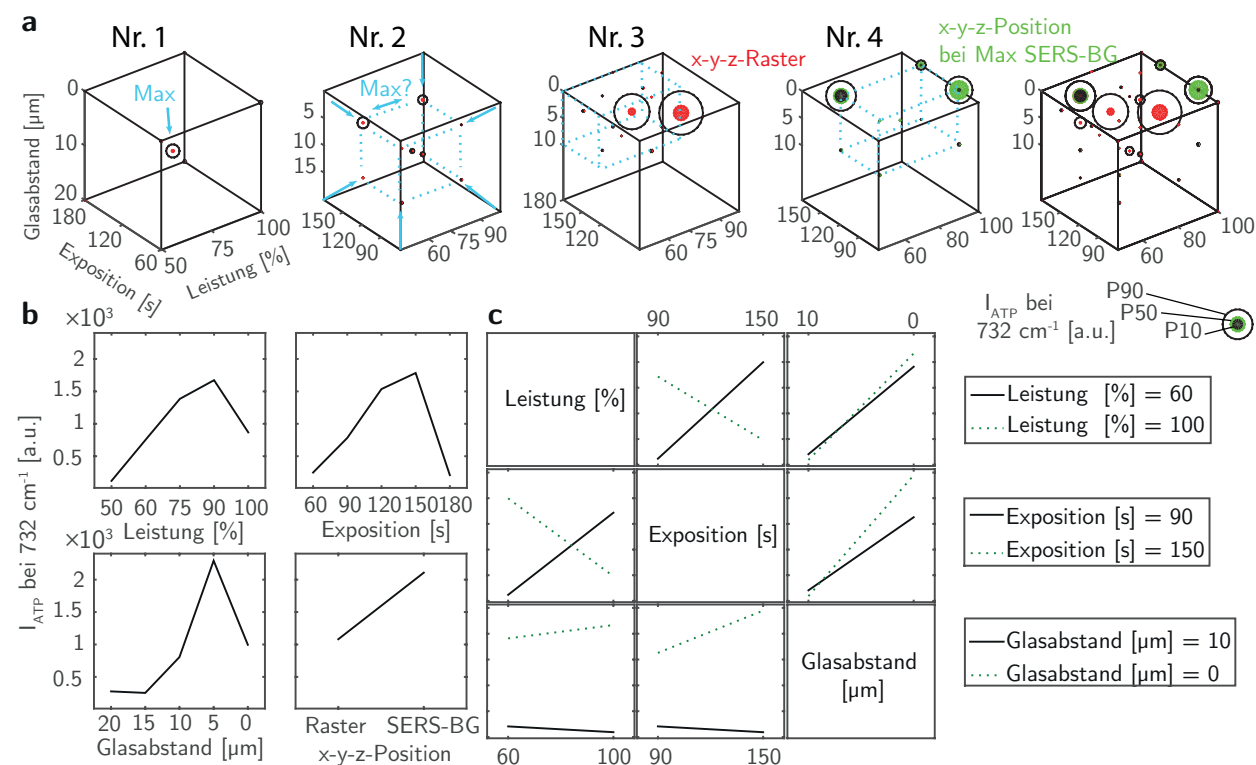 a
Nr. 1
Nr. 2
Nr. 3
Nr. 4
x-y-z-Position
bei Max SERS-BG
x-y-z-Raster
Max
Max?
Glasabstand [µm]
0
10
20
180
120
60
50
75
100
Exposition [s]
Leistung [%]
5
10
15
150
120
90
60
75
90
0
5
10
180
150
120
90
60
75
90
0
5
10
150
120
90
60
80
100
0
5
10
150
120
90
60
80
100
b
×10³
2
1.5
1
0.5
50 60 75 90 100
Leistung [%]
60 90 120 150 180
Exposition [s]
I_ATP bei 732 cm⁻¹ [a.u.]
×10³
2
1.5
1
0.5
20 15 10 5 0
Glasabstand [µm]
Raster SERS-BG
x-y-z-Position
c
90 150
10 0
Leistung [%]
Exposition [s]
Glasabstand
[µm]
60 100
90 150
I_ATP bei
732 cm⁻¹ [a.u.]
P90
P50
P10
Leistung [%] = 60
Leistung [%] = 100
Exposition [s] = 90
Exposition [s] = 150
Glasabstand [µm] = 10
Glasabstand [µm] = 0